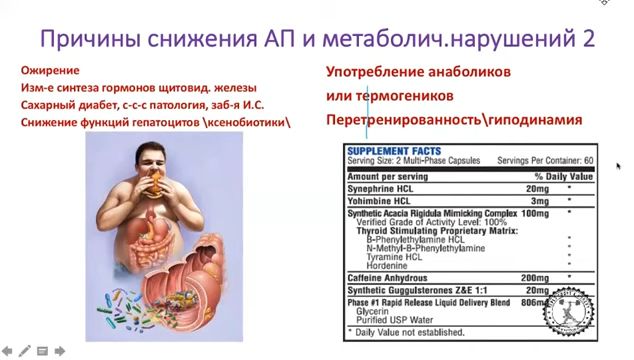 Причины снижения АП и метаболич.нарушений 2
Ожирение
Изм-е синтеза гормонов щитовид. железы
Сахарный диабет, с-с-с патология, заб-я И.С.
Снижение функций гепатоцитов \ксенобиотики\
Употребление анаболиков
или термогеников
Перетренированность\гиподинамия
SUPPLEMENT FACTS
Serving Size: 2 Multi-Phase Capsules Servings Per Container: 60
Amount per serving % Daily Value
Synephrine HCL 20mg *
Yohimbine HCL 3mg *
Synthetic Acacia Rigidula Mimicking Complex 100mg *
Verified Grade of Activity Level: 100%
Thyroid Stimulating Proprietary Matrix:
B-Phenylethylamine HCL *
N-Methyl-B-Phenylethylamine *
Tyramine HCL *
Hordenine *
Caffeine Anhydrous 200mg *
Synthetic Guggulsterones Z&E 1:1 20mg
Phase #1 Rapid Release Liquid Delivery Blend 806mg
Glycerin
Purified USP Water
* Daily Value not established.